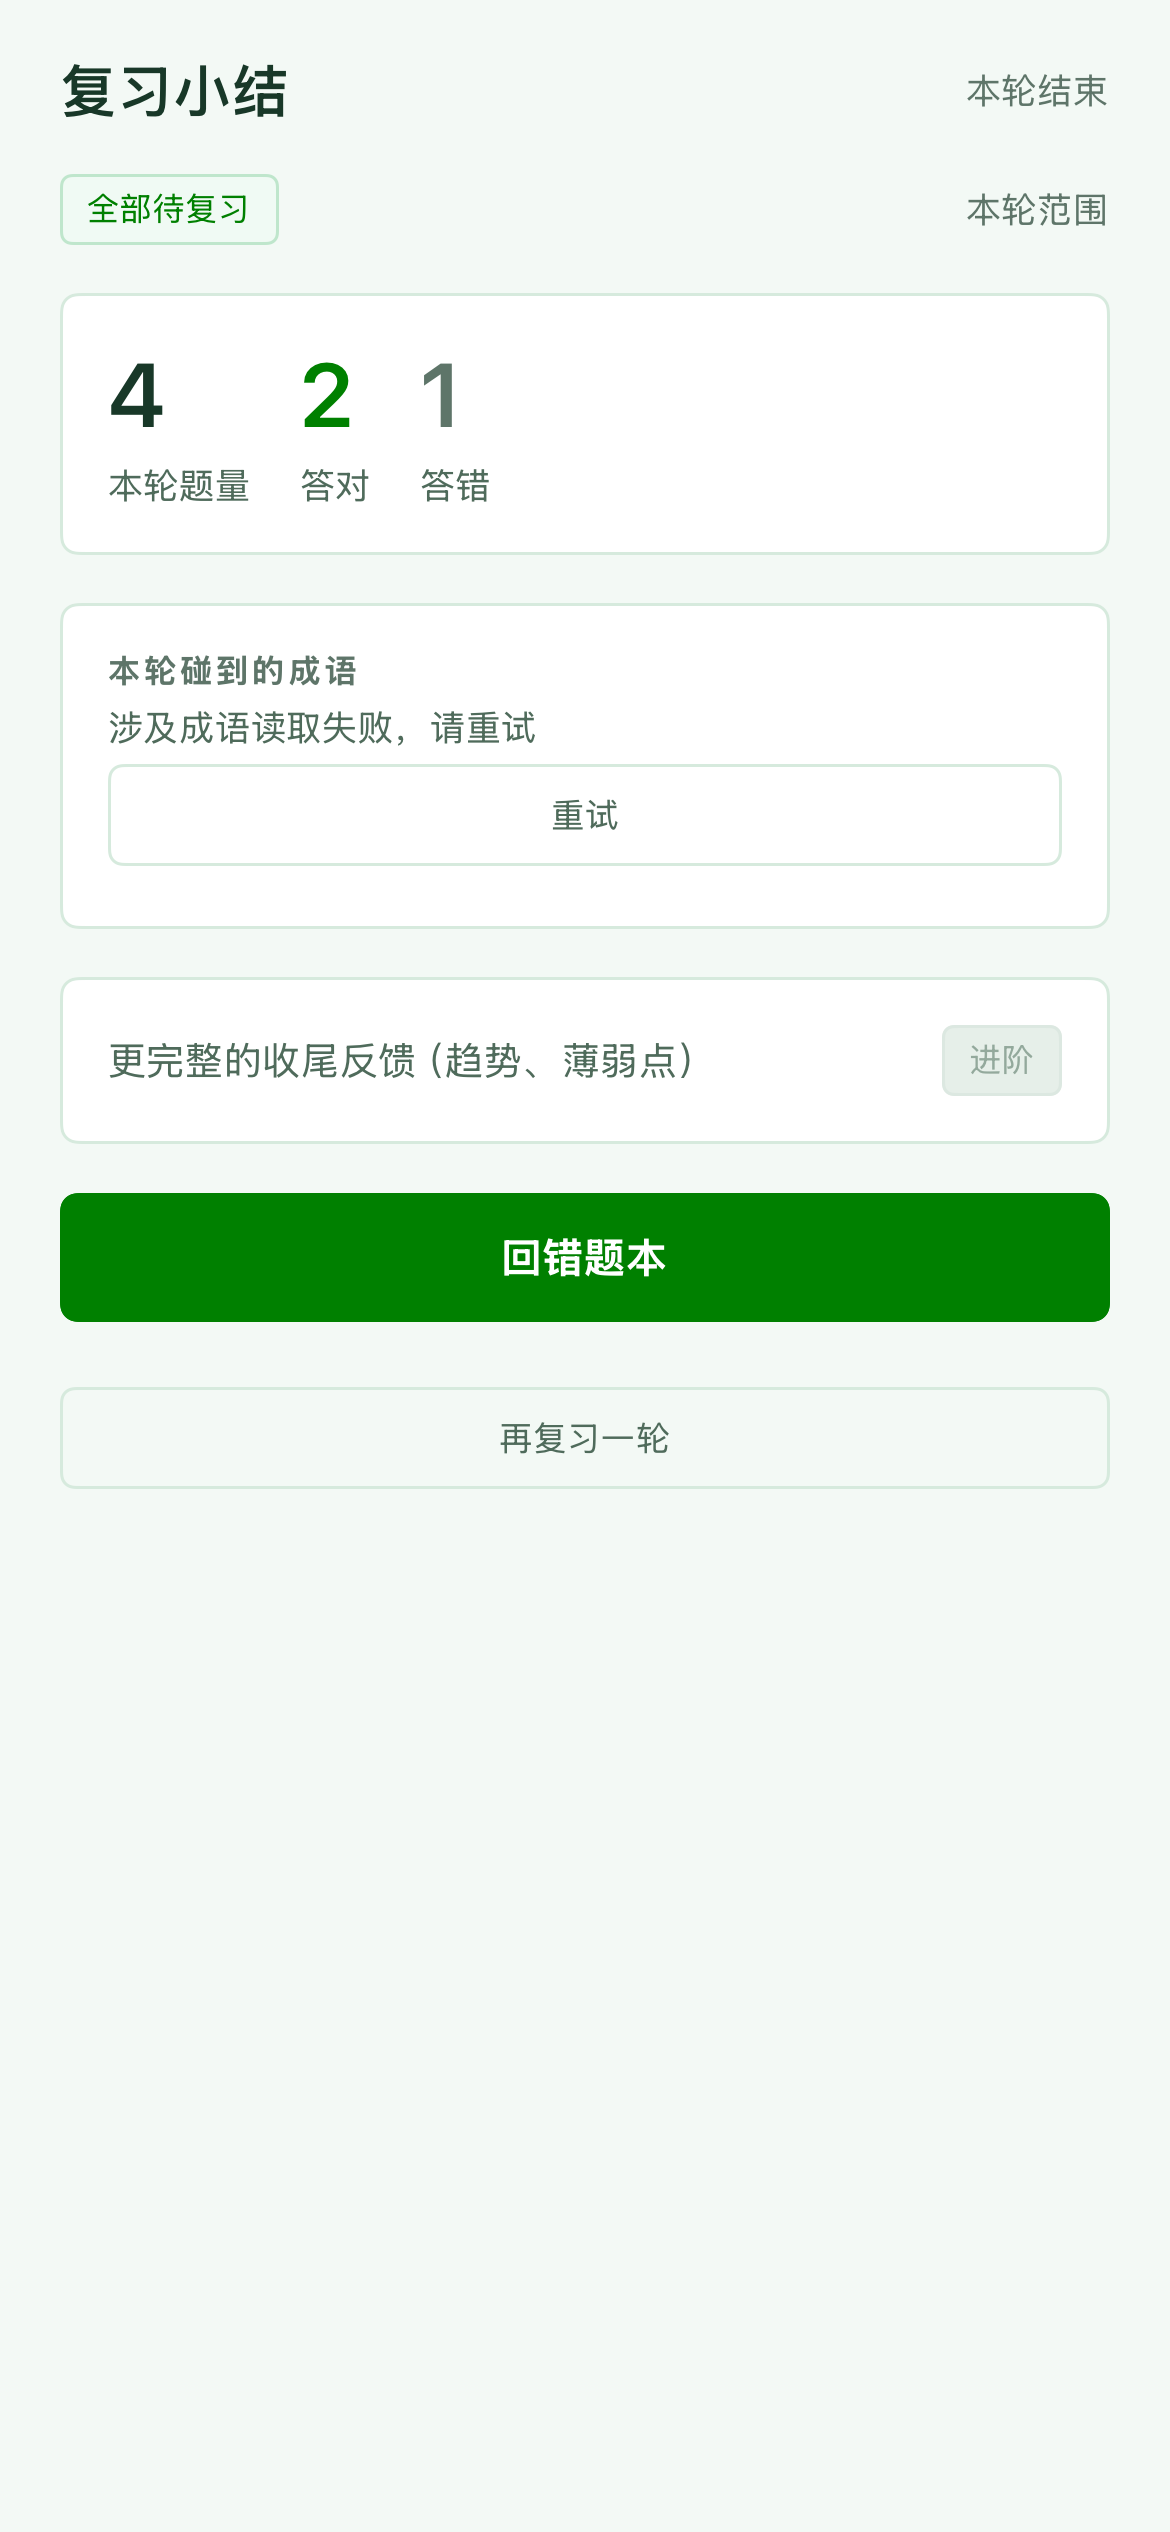 复习小结
本轮结束
全部待复习
本轮范围
4 2 1
本轮题量 答对 答错
本轮碰到的成语
涉及成语读取失败，请重试
重试
更完整的收尾反馈（趋势、薄弱点）
进阶
回错题本
再复习一轮